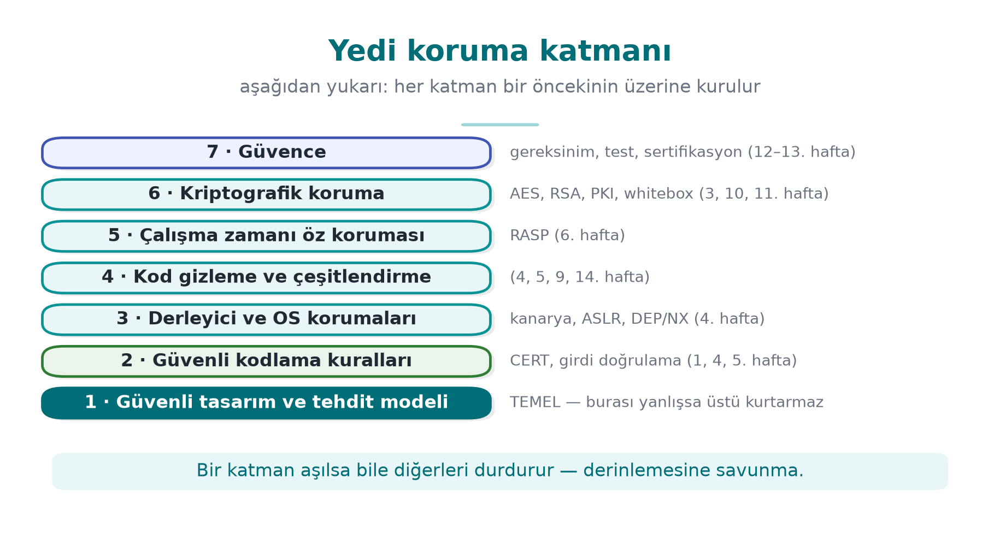 Yedi koruma katmanı
aşağıdan yukarı: her katman bir öncekinin üzerine kurulur
7 · Güvence
gereksinim, test, sertifikasyon (12–13. hafta)
6 · Kriptografik koruma
AES, RSA, PKI, whitebox (3, 10, 11. hafta)
5 · Çalışma zamanı öz koruması
RASP (6. hafta)
4 · Kod gizleme ve çeşitlendirme
(4, 5, 9, 14. hafta)
3 · Derleyici ve OS korumaları
kanarya, ASLR, DEP/NX (4. hafta)
2 · Güvenli kodlama kuralları
CERT, girdi doğrulama (1, 4, 5. hafta)
1 · Güvenli tasarım ve tehdit modeli
TEMEL — burası yanlışsa üstü kurtarmaz
Bir katman aşılsa bile diğerleri durdurur — derinlemesine savunma.